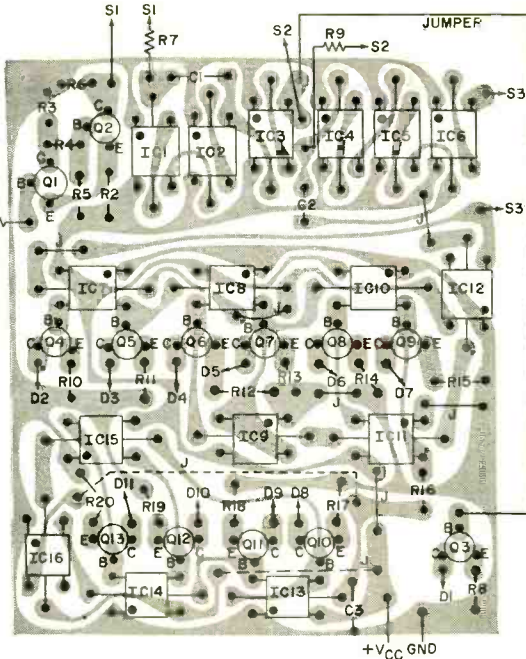 S1 S1 JUMPER
R7 S2 R9 S2
R6 C1 S3
R3 C
B Q2
R4 E IC1 IC2 IC3 IC4 IC5 IC6
C
B Q1 R5 R2
E C2 J S3
J
IC7 IC8 IC10 IC12
J
B B B B B B
C Q4 E C Q5 E C Q6 E C Q7 E C Q8 E C Q9 E
D2 R10 D3 R11 D4 D5 R12 R13 D6 R14 D7 R15
J J
IC15 IC9 IC11
J
R20 D11 R19 D10 R18 D9 D8 R17 J R16
E Q13 C E Q12 C E Q11 C E Q10 C J B
B B B B C Q3 E
IC16 IC14 IC13 C3 D1 R8
+VCC GND